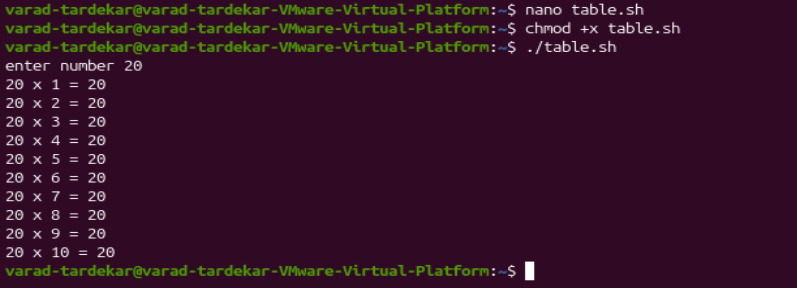 varad-tardekar@varad-tardekar-VMware-Virtual-Platform:~$ nano table.sh
varad-tardekar@varad-tardekar-VMware-Virtual-Platform:~$ chmod +x table.sh
varad-tardekar@varad-tardekar-VMware-Virtual-Platform:~$ ./table.sh
enter number 20
20 x 1 = 20
20 x 2 = 20
20 x 3 = 20
20 x 4 = 20
20 x 5 = 20
20 x 6 = 20
20 x 7 = 20
20 x 8 = 20
20 x 9 = 20
20 x 10 = 20
varad-tardekar@varad-tardekar-VMware-Virtual-Platform:~$